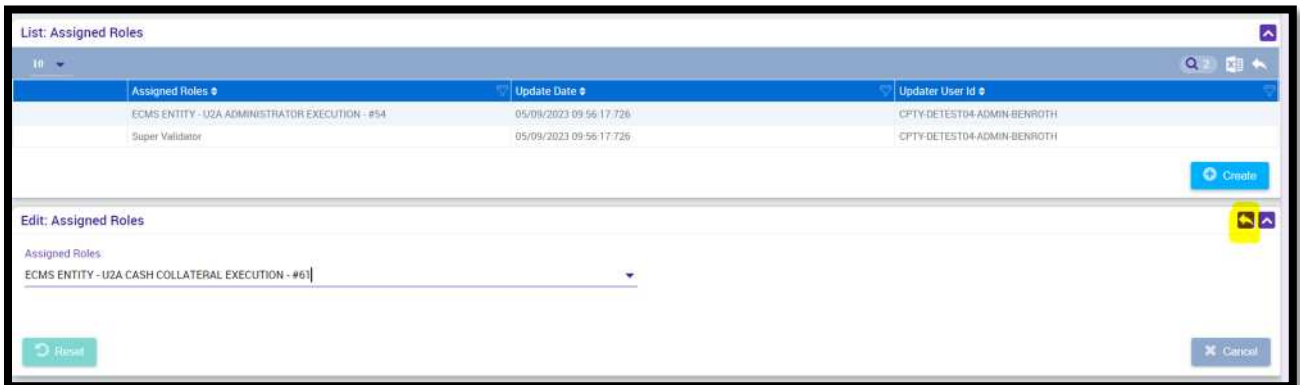 List: Assigned Roles
10
2
Assigned Roles Update Date Updater User Id
ECMS ENTITY - U2A ADMINISTRATOR EXECUTION - #54 05/09/2023 09:56:17:726 CPTY-DETEST04-ADMIN-BENROTH
Super Validator 05/09/2023 09:56:17:726 CPTY-DETEST04-ADMIN-BENROTH
Create
Edit: Assigned Roles
Assigned Roles
ECMS ENTITY - U2A CASH COLLATERAL EXECUTION - #61
Reset Cancel